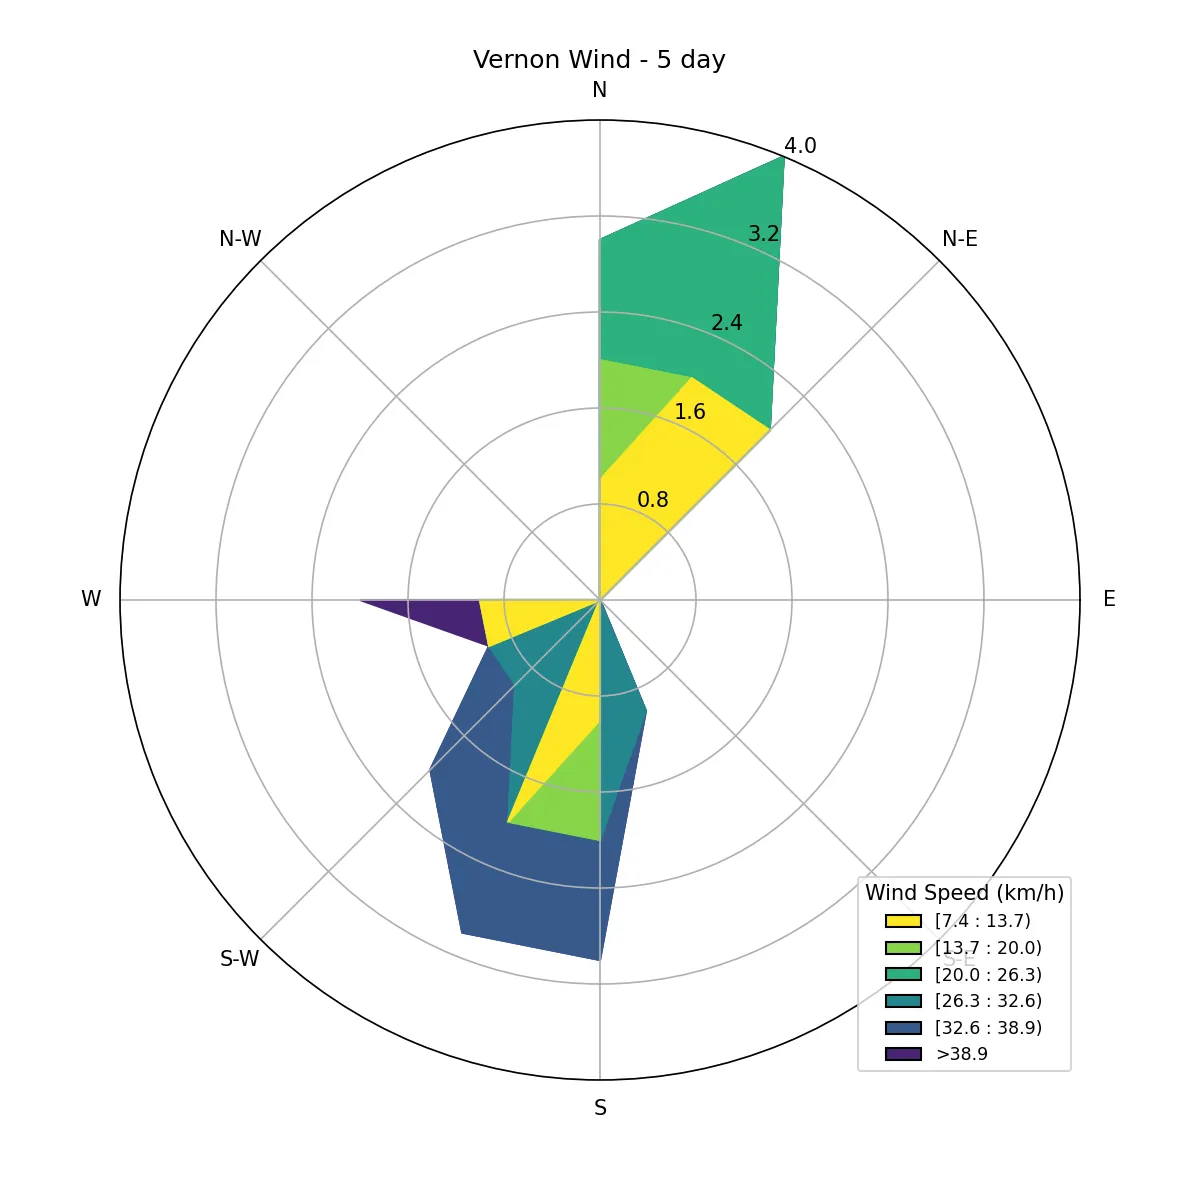 Vernon Wind - 5 day
N
4.0
3.2
N-W
N-E
2.4
1.6
0.8
W
E
Wind Speed (km/h)
[7.4 : 13.7)
[13.7 : 20.0)
S-W
S-E
[20.0 : 26.3)
[26.3 : 32.6)
[32.6 : 38.9)
>38.9
S